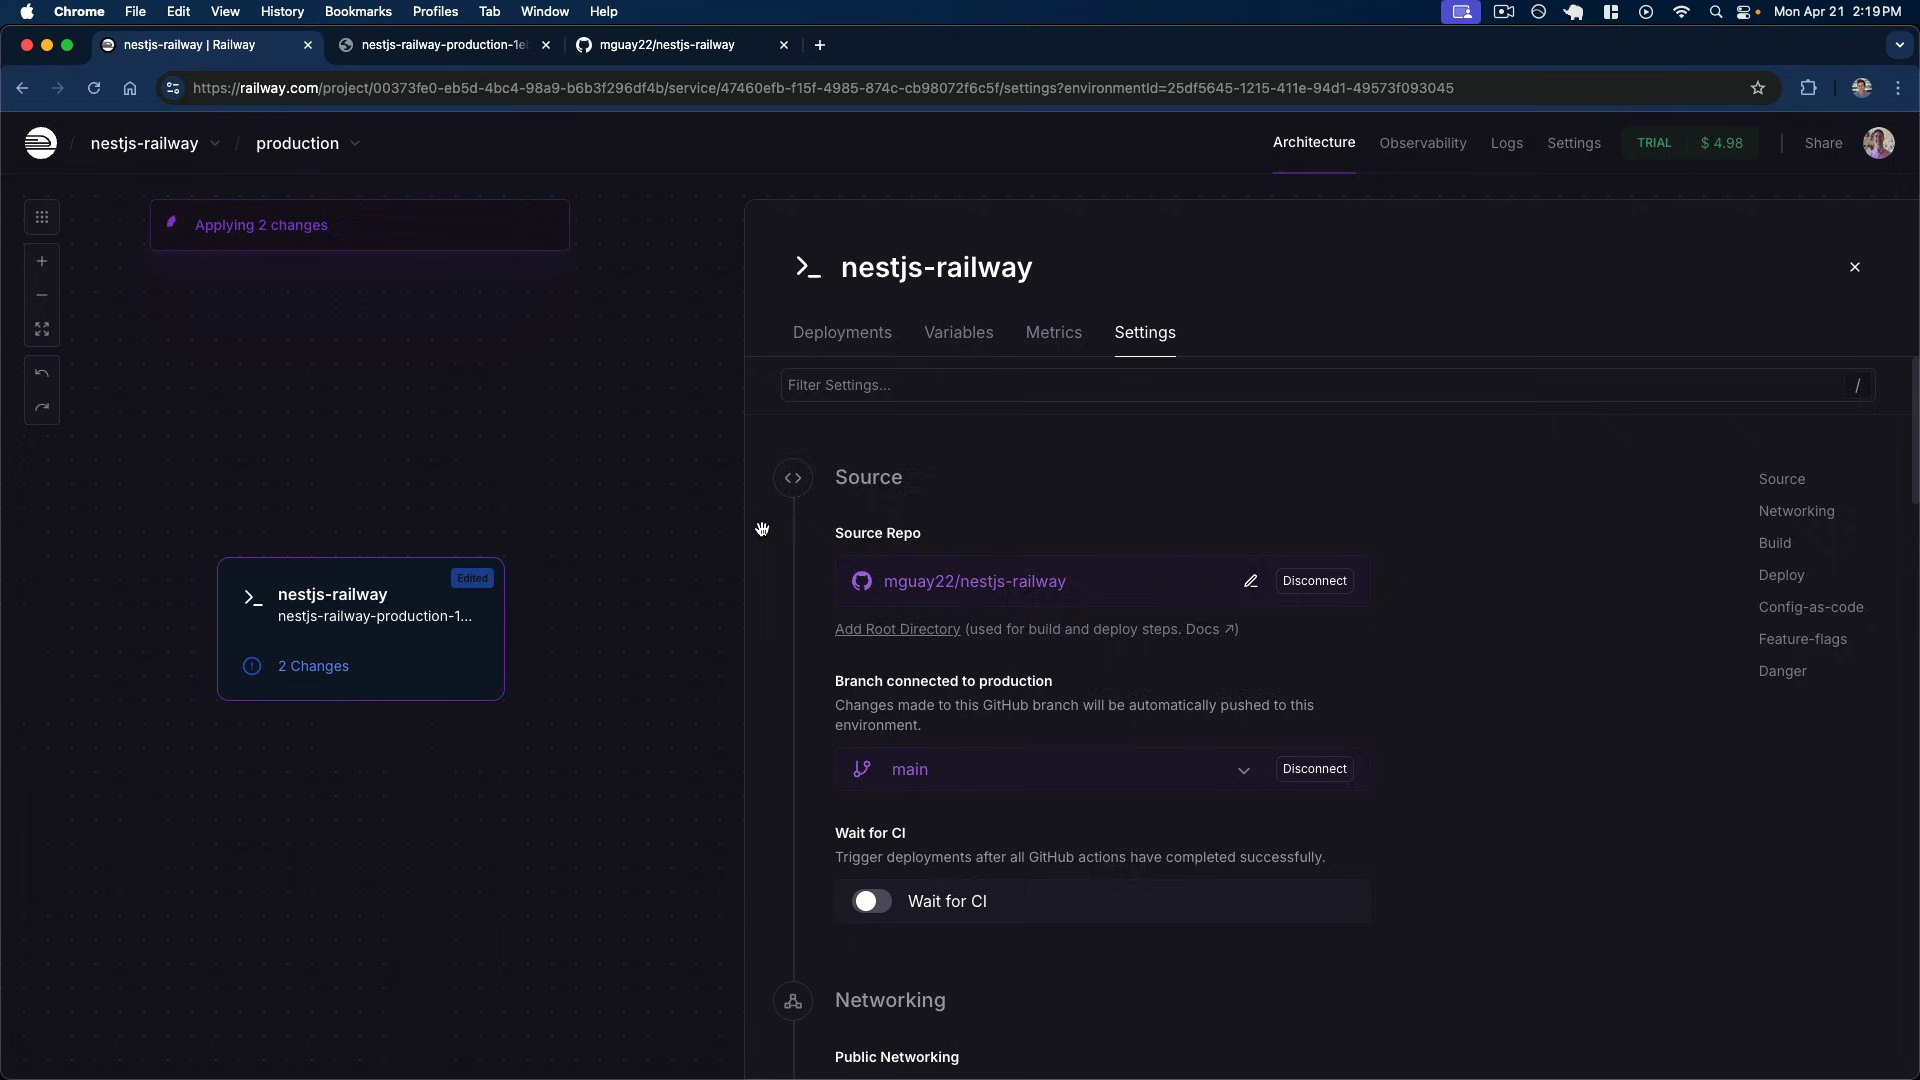 Chrome File Edit View History Bookmarks Profiles Tab Window Help
Mon Apr 21 2:19 PM
nestjs-railway | Railway
nestjs-railway-production-1e
mguay22/nestjs-railway
https://railway.com/project/00373fe0-eb5d-4bc4-98a9-b6b3f296df4b/service/47460efb-f15f-4985-874c-cb98072f6c5f/settings?environmentId=25df5645-1215-411e-94d1-49573f093045
nestjs-railway / production
Architecture Observability Logs Settings TRIAL $ 4.98 Share
Applying 2 changes
nestjs-railway
Deployments Variables Metrics Settings
Filter Settings... /
Source
Source Repo
mguay22/nestjs-railway
Disconnect
Add Root Directory (used for build and deploy steps. Docs ↗)
Branch connected to production
Changes made to this GitHub branch will be automatically pushed to this
environment.
main
Disconnect
Wait for CI
Trigger deployments after all GitHub actions have completed successfully.
Wait for CI
Networking
Public Networking
Source
Networking
Build
Deploy
Config-as-code
Feature-flags
Danger
Edited
nestjs-railway
nestjs-railway-production-1...
2 Changes